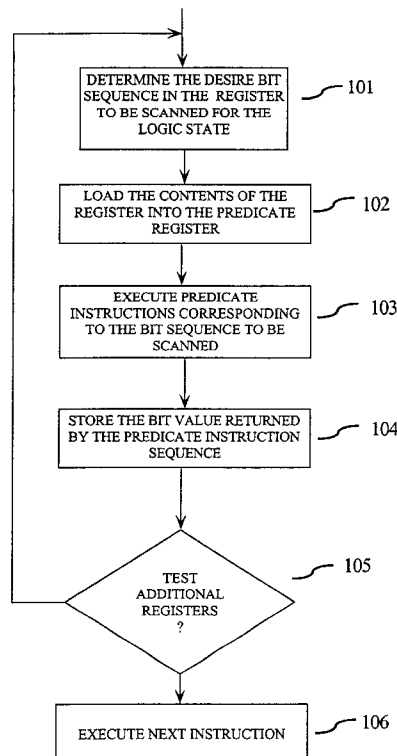 DETERMINE THE DESIRE BIT
SEQUENCE IN THE REGISTER
TO BE SCANNED FOR THE
LOGIC STATE
101
LOAD THE CONTENTS OF THE
REGISTER INTO THE PREDICATE
REGISTER
102
EXECUTE PREDICATE
INSTRUCTIONS CORRESPONDING
TO THE BIT SEQUENCE TO BE
SCANNED
103
STORE THE BIT VALUE RETURNED
BY THE PREDICATE INSTRUCTION
SEQUENCE
104
TEST
ADDITIONAL
REGISTERS
?
105
EXECUTE NEXT INSTRUCTION
106